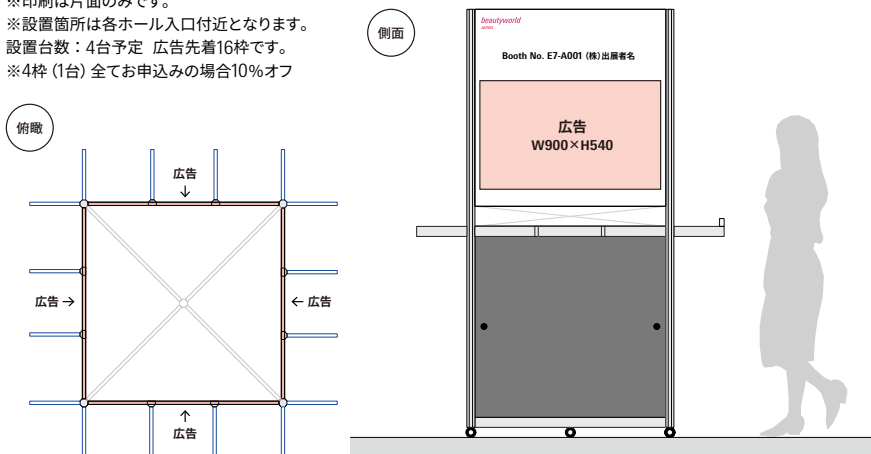 ※印刷は片面のみです。
※設置箇所は各ホール入口付近となります。
設置台数：4台予定 広告先着16枠です。
※4枠（1台）全てお申込みの場合10%オフ
俯瞰
広告
↓
広告→
←広告
↑
広告
側面
beautyworld
JAPAN
Booth No. E7-A001（株）出展者名
広告
W900×H540